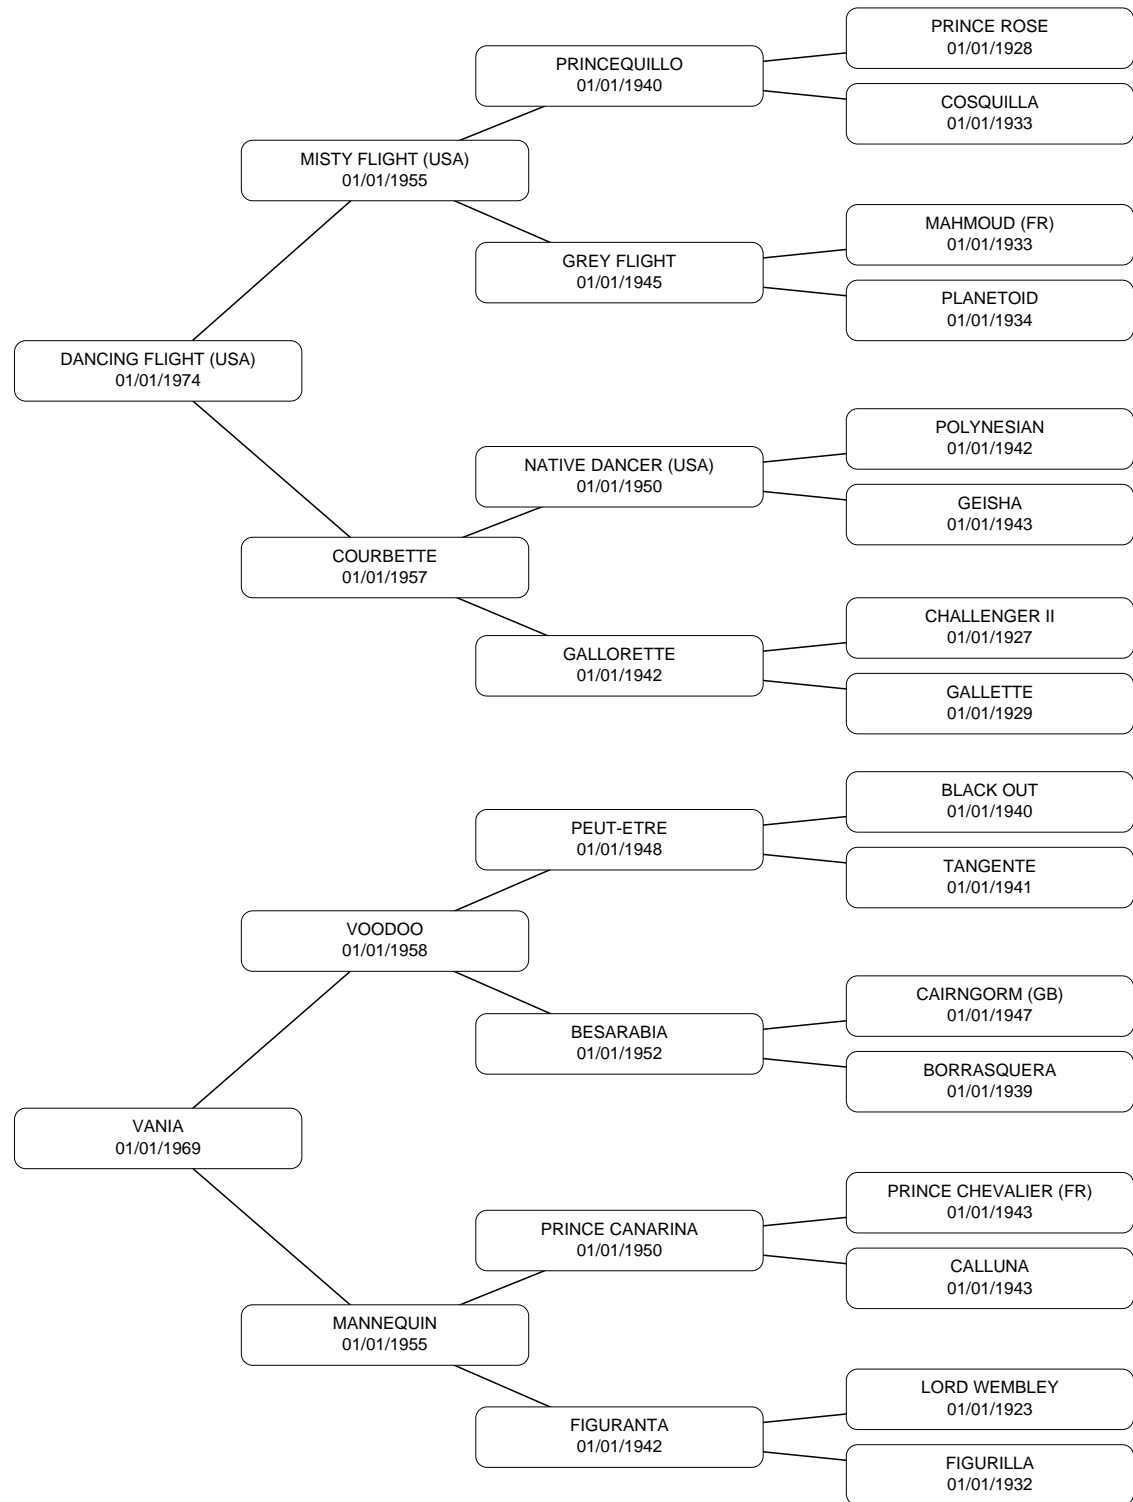 PRINCE ROSE
01/01/1928
PRINCEQUILLO
01/01/1940
COSQUILLA
01/01/1933
MISTY FLIGHT (USA)
01/01/1955
MAHMOUD (FR)
01/01/1933
GREY FLIGHT
01/01/1945
PLANETOID
01/01/1934
DANCING FLIGHT (USA)
01/01/1974
POLYNESIAN
01/01/1942
NATIVE DANCER (USA)
01/01/1950
GEISHA
01/01/1943
COURBETTE
01/01/1957
CHALLENGER II
01/01/1927
GALLORETTE
01/01/1942
GALLETTE
01/01/1929
BLACK OUT
01/01/1940
PEUT-ETRE
01/01/1948
TANGENTE
01/01/1941
VOODOO
01/01/1958
CAIRNGORM (GB)
01/01/1947
BESARABIA
01/01/1952
BORRASQUERA
01/01/1939
VANIA
01/01/1969
PRINCE CHEVALIER (FR)
01/01/1943
PRINCE CANARINA
01/01/1950
CALLUNA
01/01/1943
MANNEQUIN
01/01/1955
LORD WEMBLEY
01/01/1923
FIGURANTA
01/01/1942
FIGURILLA
01/01/1932